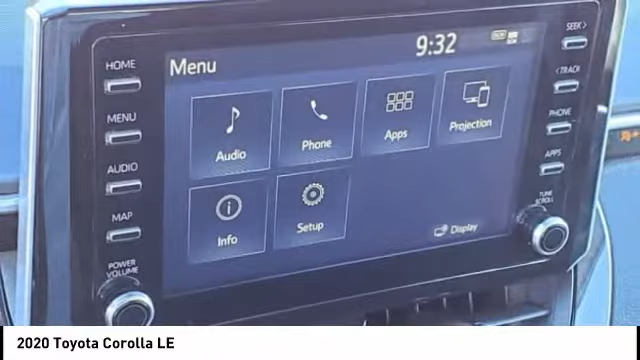 HOME
MENU
AUDIO
MAP
POWER
VOLUME
Menu
9:32
Audio
Phone
Apps
Projection
Info
Setup
Display
SEEK >
< TRACK
PHONE
APPS
TUNE
SCROLL
2020 Toyota Corolla LE